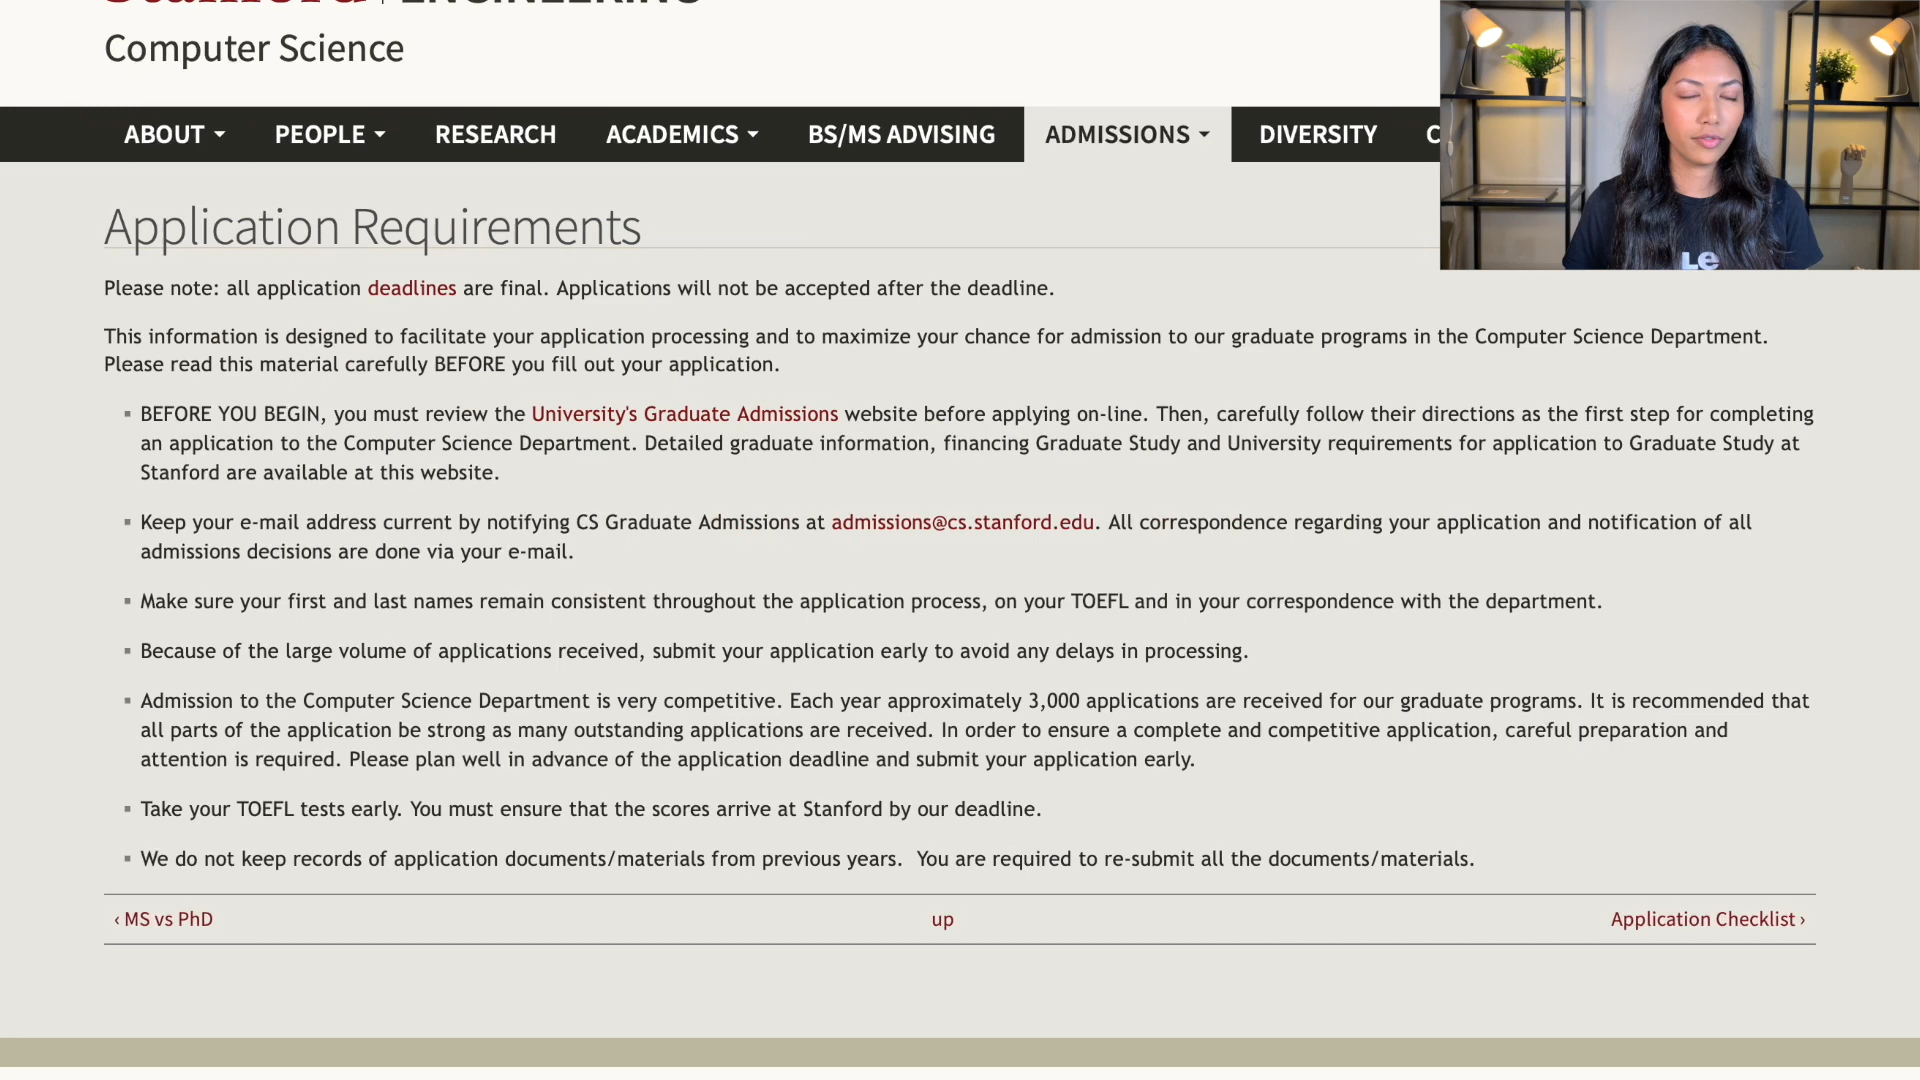 Stanford | ENGINEERING
Computer Science
ABOUT PEOPLE RESEARCH ACADEMICS BS/MS ADVISING ADMISSIONS DIVERSITY C
Le
Application Requirements
Please note: all application deadlines are final. Applications will not be accepted after the deadline.
This information is designed to facilitate your application processing and to maximize your chance for admission to our graduate programs in the Computer Science Department.
Please read this material carefully BEFORE you fill out your application.
▪ BEFORE YOU BEGIN, you must review the University's Graduate Admissions website before applying on-line. Then, carefully follow their directions as the first step for completing
an application to the Computer Science Department. Detailed graduate information, financing Graduate Study and University requirements for application to Graduate Study at
Stanford are available at this website.
▪ Keep your e-mail address current by notifying CS Graduate Admissions at admissions@cs.stanford.edu. All correspondence regarding your application and notification of all
admissions decisions are done via your e-mail.
▪ Make sure your first and last names remain consistent throughout the application process, on your TOEFL and in your correspondence with the department.
▪ Because of the large volume of applications received, submit your application early to avoid any delays in processing.
▪ Admission to the Computer Science Department is very competitive. Each year approximately 3,000 applications are received for our graduate programs. It is recommended that
all parts of the application be strong as many outstanding applications are received. In order to ensure a complete and competitive application, careful preparation and
attention is required. Please plan well in advance of the application deadline and submit your application early.
▪ Take your TOEFL tests early. You must ensure that the scores arrive at Stanford by our deadline.
▪ We do not keep records of application documents/materials from previous years. You are required to re-submit all the documents/materials.
‹ MS vs PhD up Application Checklist ›